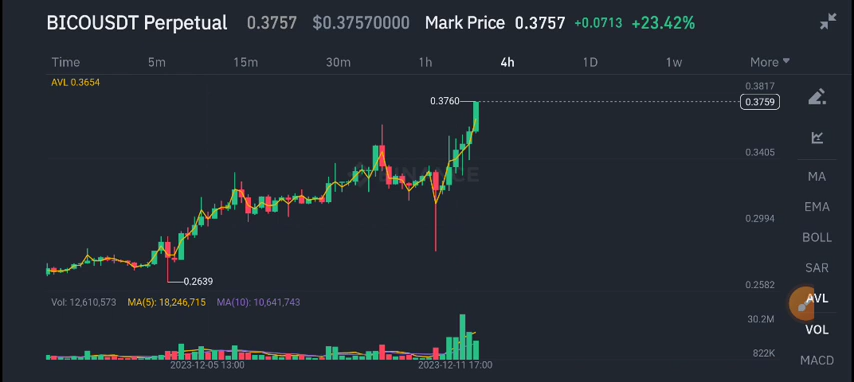 BICOUSDT Perpetual 0.3757 $0.37570000 Mark Price 0.3757 +0.0713 +23.42%
Time 5m 15m 30m 1h 4h 1D 1w More
AVL 0.3654
0.3817
0.3760
0.3759
0.3405
MA
BINANCE
EMA
0.2994
BOLL
SAR
0.2639
0.2582
Vol: 12,610,573 MA(5): 18,246,715 MA(10): 10,641,743
AVL
30.2M
VOL
822K
MACD
2023-12-05 13:00 2023-12-11 17:00